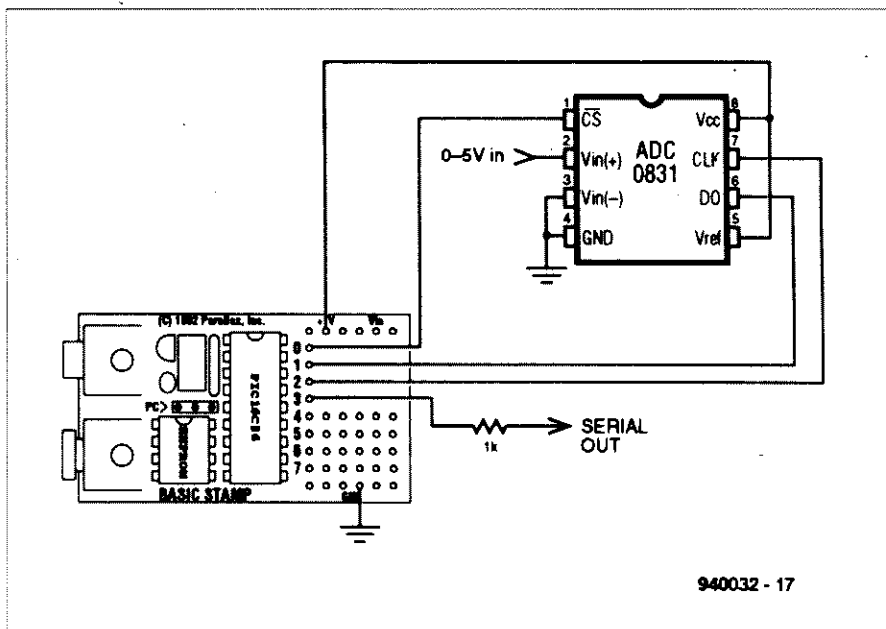 1 8
CS Vcc
2 7
0–5V in Vin(+) ADC 0831 CLK
3 6
Vin(−) DO
4 5
GND Vref
(C) 1992 Parallax, Inc.
+V Vin
0
1
2
3
4
5
6
7
PC>
EEPROM
PIC16C56
BASIC STAMP
GND
1k
SERIAL
OUT
940032 - 17